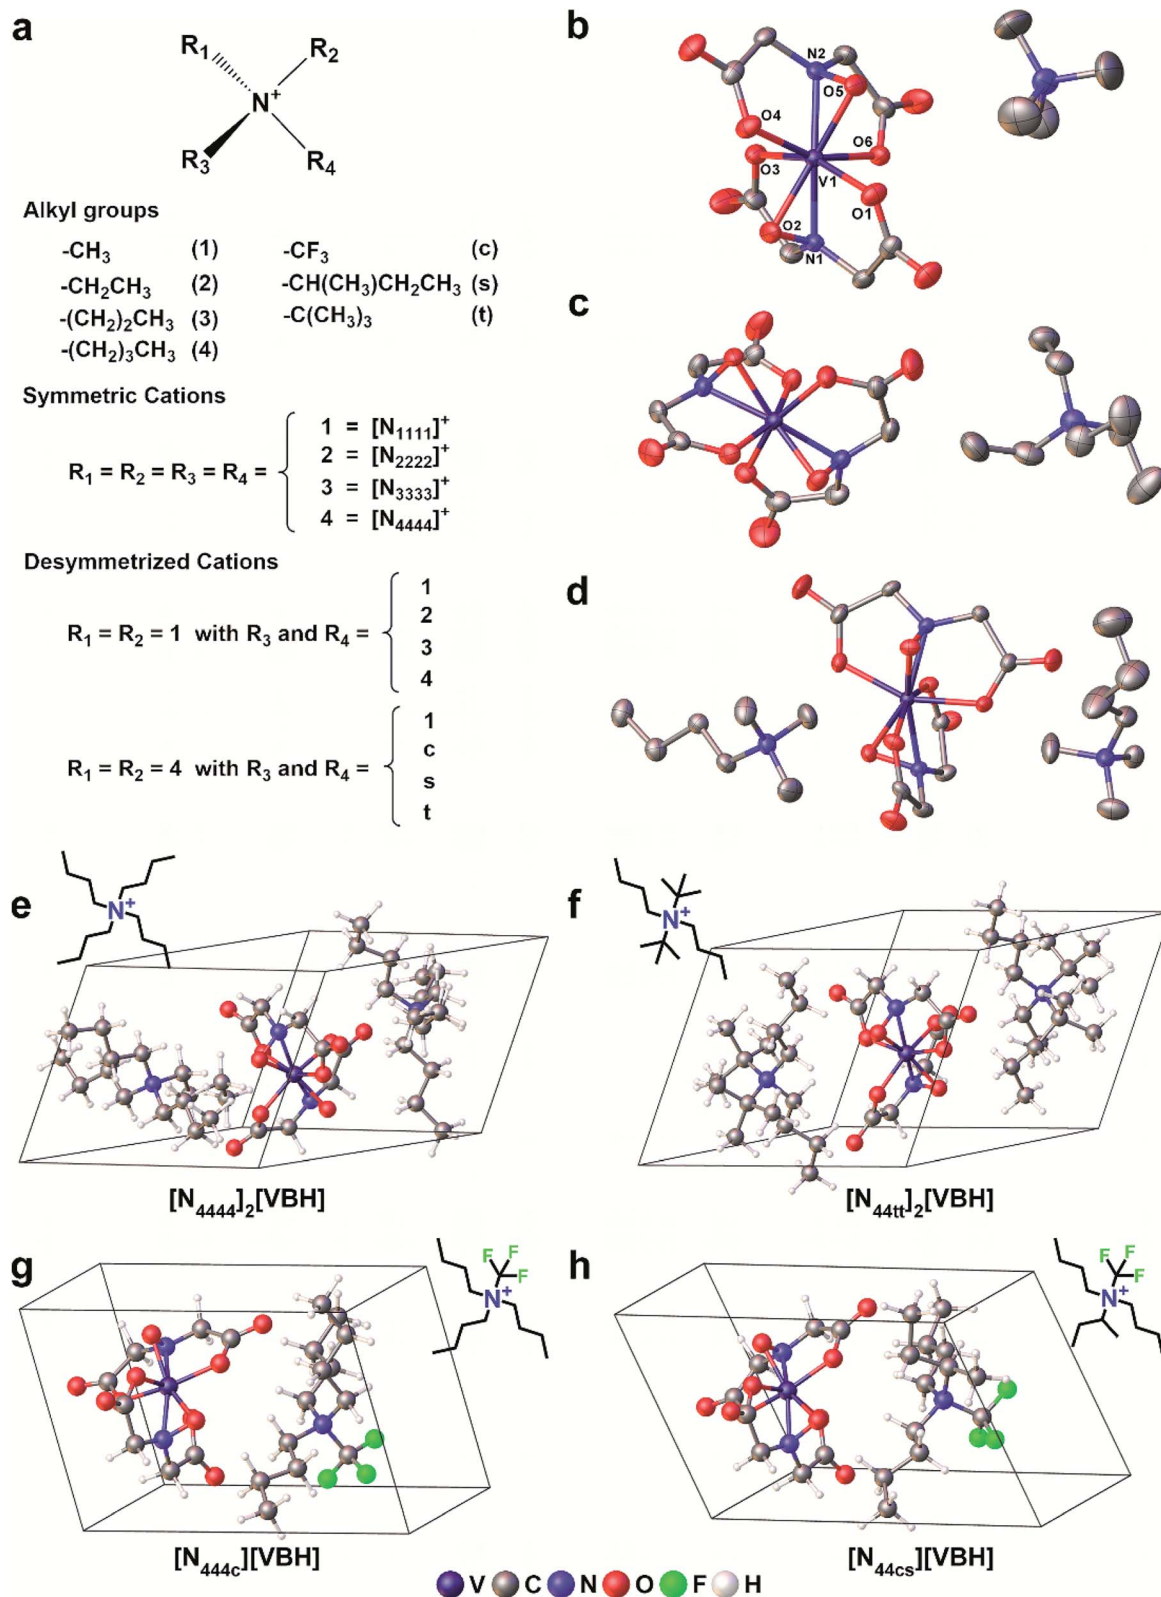 a
R₁ R₂
N⁺
R₃ R₄
Alkyl groups
-CH₃ (1) -CF₃ (c)
-CH₂CH₃ (2) -CH(CH₃)CH₂CH₃ (s)
-(CH₂)₂CH₃ (3) -C(CH₃)₃ (t)
-(CH₂)₃CH₃ (4)
Symmetric Cations
R₁ = R₂ = R₃ = R₄ =
1 = [N₁₁₁₁]⁺
2 = [N₂₂₂₂]⁺
3 = [N₃₃₃₃]⁺
4 = [N₄₄₄₄]⁺
Desymmetrized Cations
R₁ = R₂ = 1 with R₃ and R₄ =
1
2
3
4
R₁ = R₂ = 4 with R₃ and R₄ =
1
c
s
t
b
N2
O5
O4
O6
O3
V1
O1
O2
N1
c
d
e
N⁺
[N₄₄₄₄]₂[VBH]
f
N⁺
[N₄₄ₜₜ]₂[VBH]
g
F F
F
N⁺
[N₄₄₄c][VBH]
h
F F
F
N⁺
[N₄₄cs][VBH]
V C N O F H